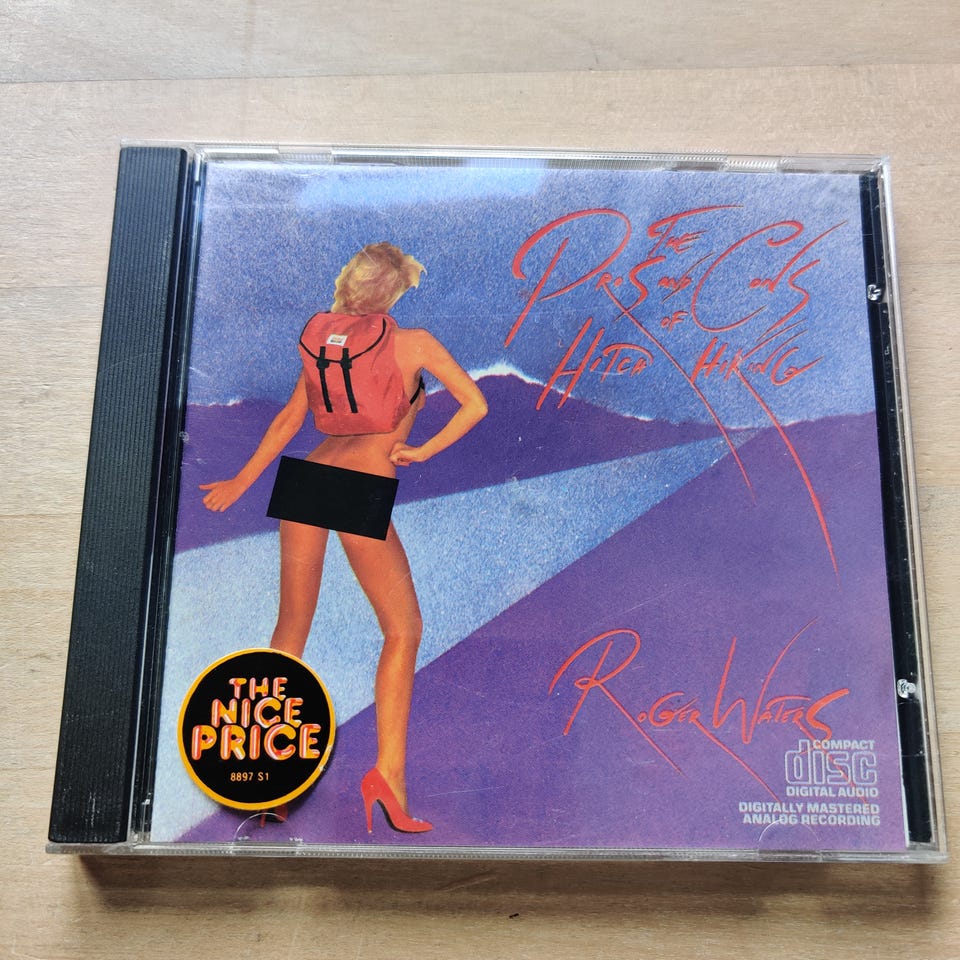 THE
PROS and CONS
OF
HITCH HIKING
ROGER WATERS
THE
NICE
PRICE
8897 S1
COMPACT
disc
DIGITAL AUDIO
DIGITALLY MASTERED
ANALOG RECORDING